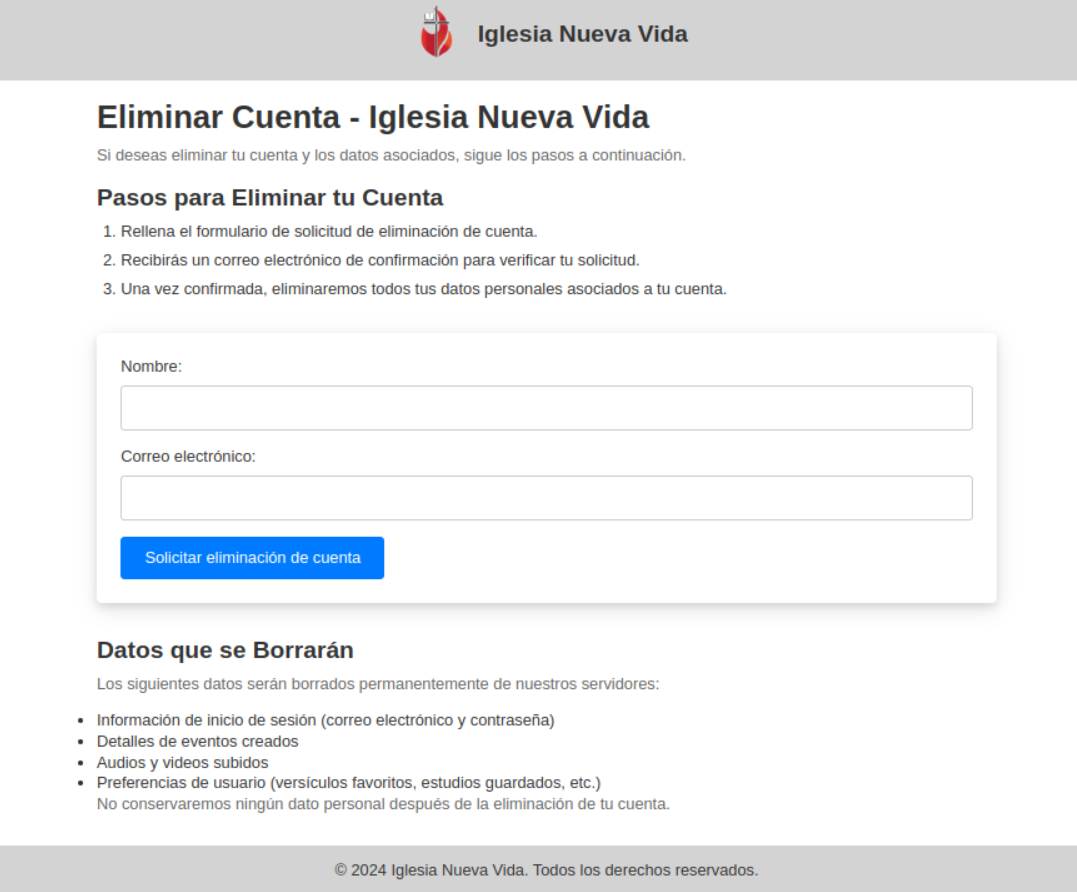 Iglesia Nueva Vida
Eliminar Cuenta - Iglesia Nueva Vida
Si deseas eliminar tu cuenta y los datos asociados, sigue los pasos a continuación.
Pasos para Eliminar tu Cuenta
1. Rellena el formulario de solicitud de eliminación de cuenta.
2. Recibirás un correo electrónico de confirmación para verificar tu solicitud.
3. Una vez confirmada, eliminaremos todos tus datos personales asociados a tu cuenta.
Nombre:
Correo electrónico:
Solicitar eliminación de cuenta
Datos que se Borrarán
Los siguientes datos serán borrados permanentemente de nuestros servidores:
• Información de inicio de sesión (correo electrónico y contraseña)
• Detalles de eventos creados
• Audios y videos subidos
• Preferencias de usuario (versículos favoritos, estudios guardados, etc.)
No conservaremos ningún dato personal después de la eliminación de tu cuenta.
© 2024 Iglesia Nueva Vida. Todos los derechos reservados.